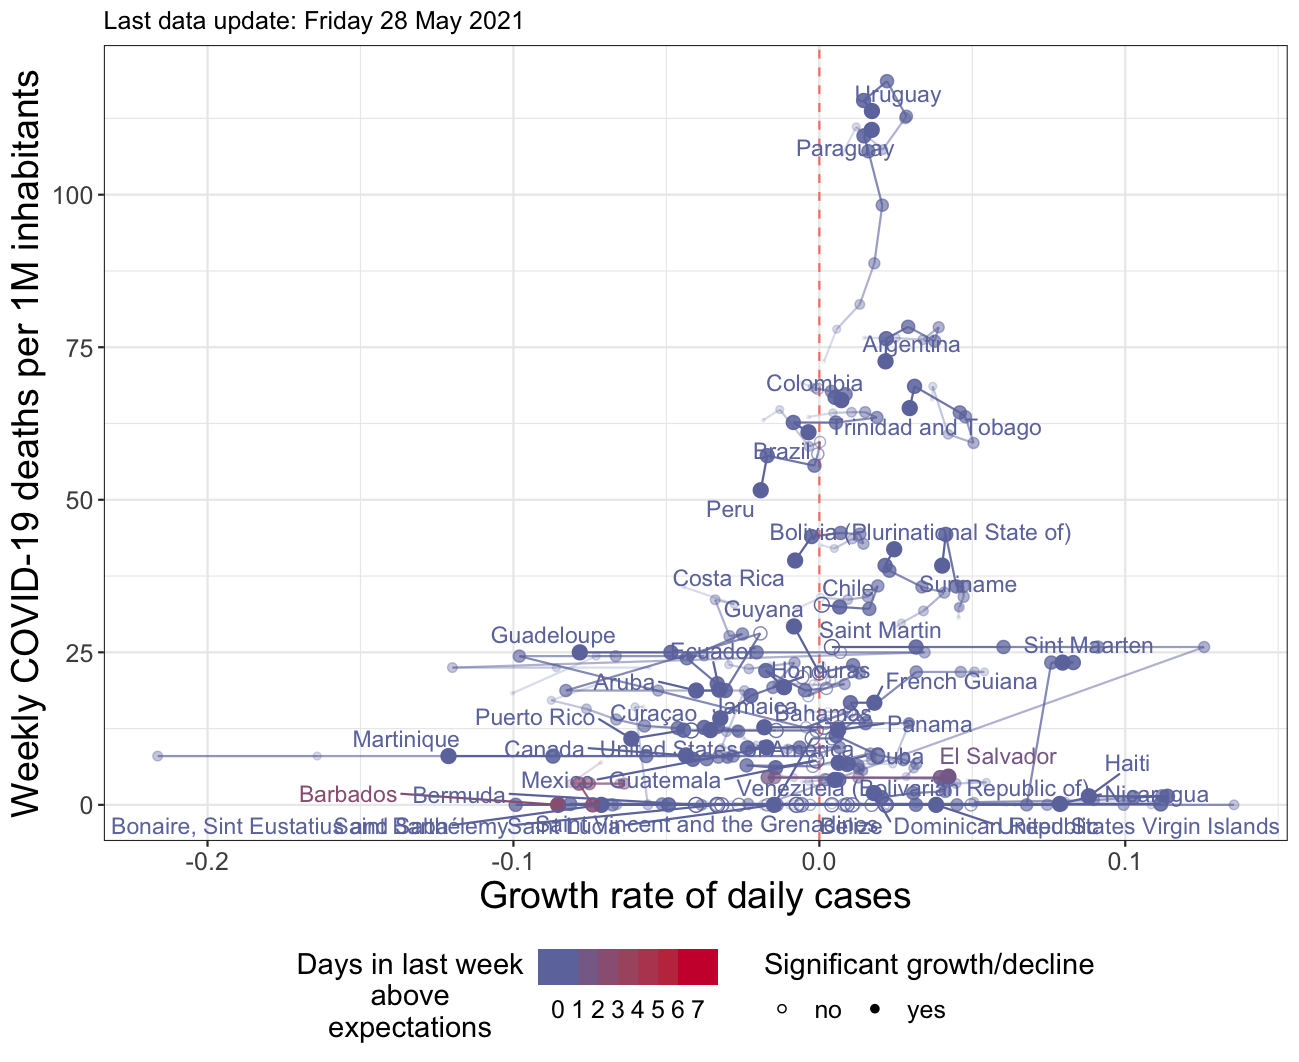 Last data update: Friday 28 May 2021
Weekly COVID-19 deaths per 1M inhabitants
100
75
50
25
0
Uruguay
Paraguay
Argentina
Colombia
Trinidad and Tobago
Brazil
Peru
Bolivia (Plurinational State of)
Costa Rica
Chile
Suriname
Guyana
Guadeloupe
Saint Martin
Ecuador
Sint Maarten
Honduras
Aruba
French Guiana
Jamaica
Puerto Rico
Curaçao
Bahamas
Panama
Martinique
Canada
United States of America
Cuba
El Salvador
Mexico
Guatemala
Haiti
Venezuela (Bolivarian Republic of)
Barbados
Bermuda
Nicaragua
Bonaire, Sint Eustatius and Saba
Saint Barthélemy
Saint Lucia
Saint Vincent and the Grenadines
Belize
Dominican Republic
United States Virgin Islands
-0.2
-0.1
0.0
0.1
Growth rate of daily cases
Days in last week
above
expectations
0 1 2 3 4 5 6 7
Significant growth/decline
no
yes